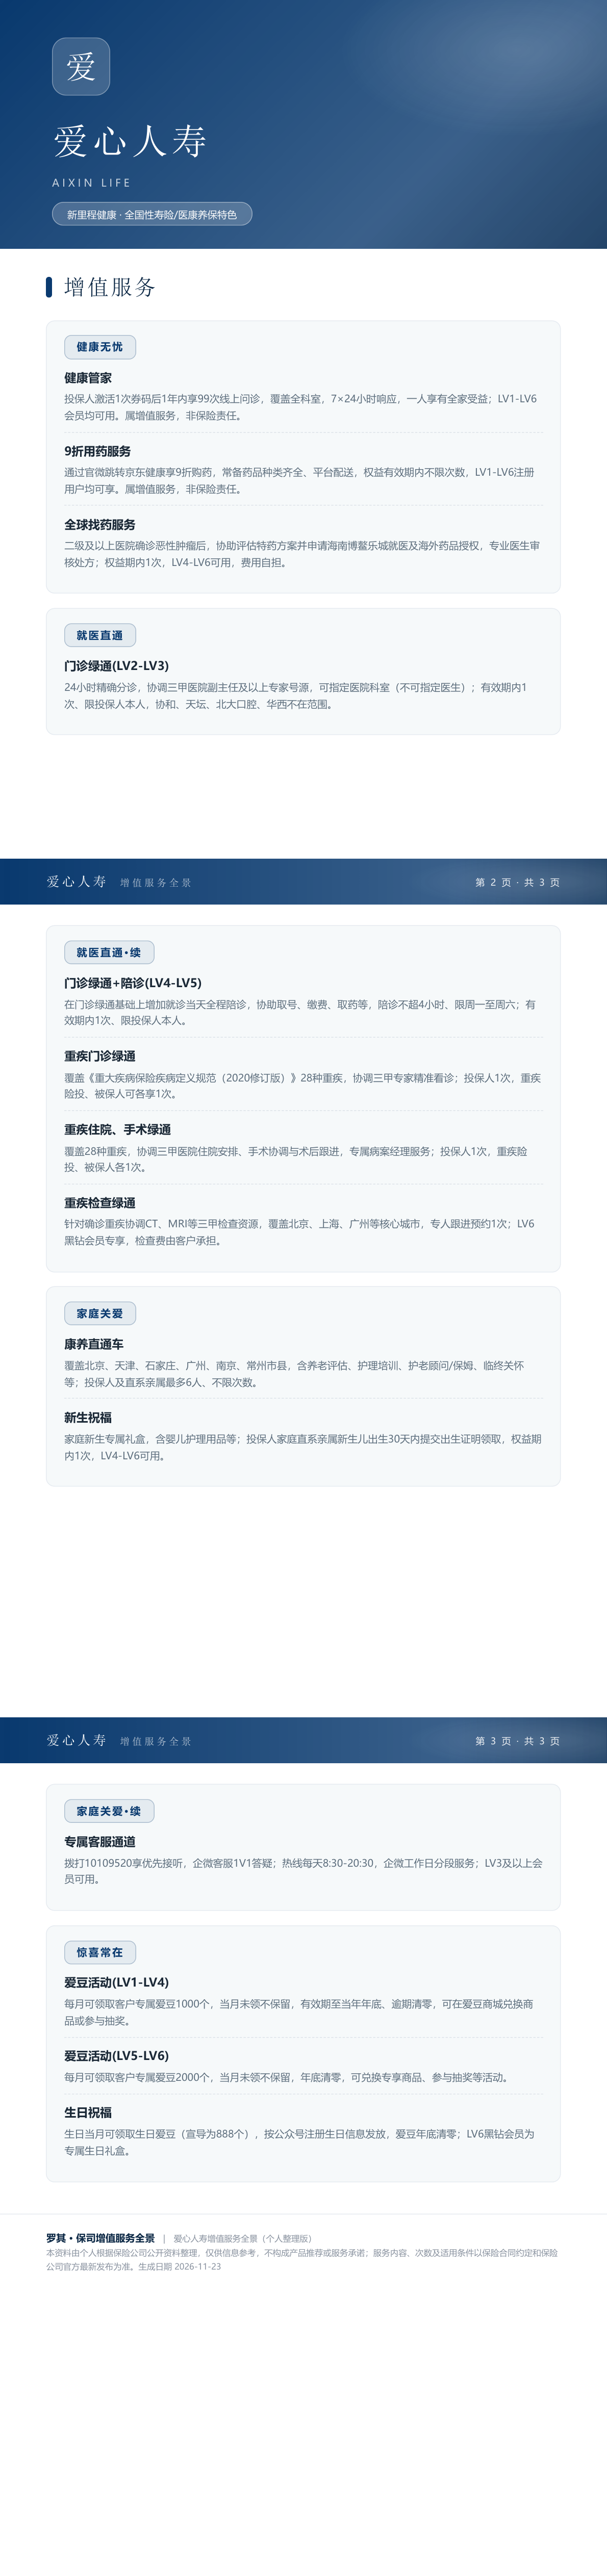 爱
爱心人寿
AIXIN LIFE
新里程健康 · 全国性寿险/医康养保特色
增值服务
健康无忧
健康管家
投保人激活1次券码后1年内享99次线上问诊，覆盖全科室，7×24小时响应，一人享有全家受益；LV1-LV6
会员均可用。属增值服务，非保险责任。
9折用药服务
通过官微跳转京东健康享9折购药，常备药品种类齐全、平台配送，权益有效期内不限次数，LV1-LV6注册
用户均可享。属增值服务，非保险责任。
全球找药服务
二级及以上医院确诊恶性肿瘤后，协助评估特药方案并申请海南博鳌乐城就医及海外药品授权，专业医生审
核处方；权益期内1次，LV4-LV6可用，费用自担。
就医直通
门诊绿通(LV2-LV3)
24小时精确分诊，协调三甲医院副主任及以上专家号源，可指定医院科室（不可指定医生）；有效期内1
次、限投保人本人，协和、天坛、北大口腔、华西不在范围。
爱心人寿 增值服务全景 第 2 页 · 共 3 页
就医直通·续
门诊绿通+陪诊(LV4-LV5)
在门诊绿通基础上增加就诊当天全程陪诊，协助取号、缴费、取药等，陪诊不超4小时、限周一至周六；有
效期内1次、限投保人本人。
重疾门诊绿通
覆盖《重大疾病保险疾病定义规范（2020修订版）》28种重疾，协调三甲专家精准看诊；投保人1次，重疾
险投、被保人可各享1次。
重疾住院、手术绿通
覆盖28种重疾，协调三甲医院住院安排、手术协调与术后跟进，专属病案经理服务；投保人1次，重疾险
投、被保人各1次。
重疾检查绿通
针对确诊重疾协调CT、MRI等三甲检查资源，覆盖北京、上海、广州等核心城市，专人跟进预约1次；LV6
黑钻会员专享，检查费由客户承担。
家庭关爱
康养直通车
覆盖北京、天津、石家庄、广州、南京、常州市县，含养老评估、护理培训、护老顾问/保姆、临终关怀
等；投保人及直系亲属最多6人、不限次数。
新生祝福
家庭新生专属礼盒，含婴儿护理用品等；投保人家庭直系亲属新生儿出生30天内提交出生证明领取，权益期
内1次，LV4-LV6可用。
爱心人寿 增值服务全景 第 3 页 · 共 3 页
家庭关爱·续
专属客服通道
拨打10109520享优先接听，企微客服1V1答疑；热线每天8:30-20:30，企微工作日分段服务；LV3及以上会
员可用。
惊喜常在
爱豆活动(LV1-LV4)
每月可领取客户专属爱豆1000个，当月未领不保留，有效期至当年年底、逾期清零，可在爱豆商城兑换商
品或参与抽奖。
爱豆活动(LV5-LV6)
每月可领取客户专属爱豆2000个，当月未领不保留，年底清零，可兑换专享商品、参与抽奖等活动。
生日祝福
生日当月可领取生日爱豆（宣导为888个），按公众号注册生日信息发放，爱豆年底清零；LV6黑钻会员为
专属生日礼盒。
罗其·保司增值服务全景 | 爱心人寿增值服务全景（个人整理版）
本资料由个人根据保险公司公开资料整理，仅供信息参考，不构成产品推荐或服务承诺；服务内容、次数及适用条件以保险合同约定和保险
公司官方最新发布为准。生成日期 2026-11-23